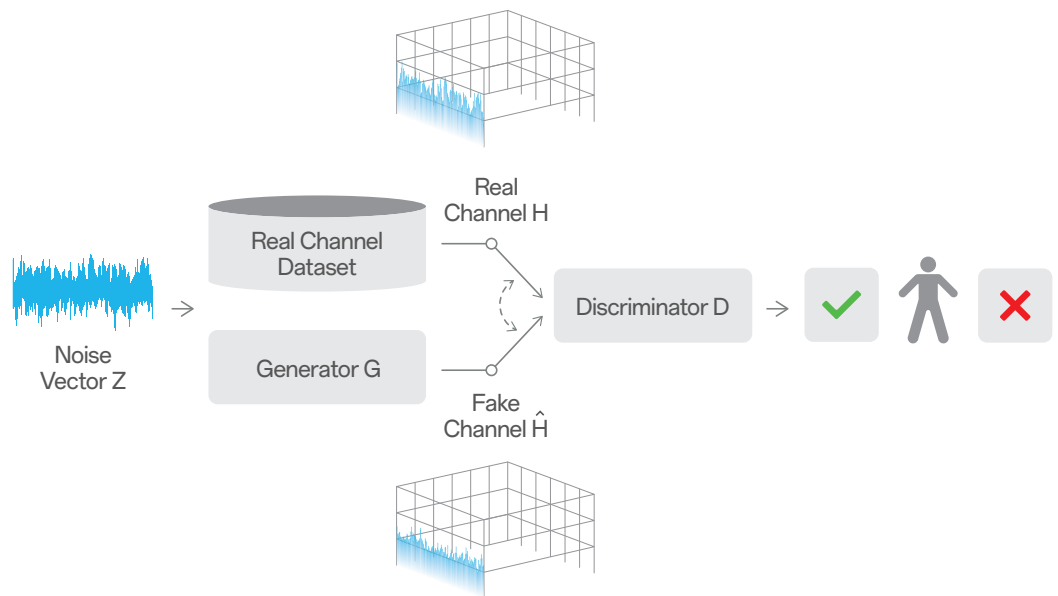 Real
Channel H
Real Channel
Dataset
Noise
Vector Z
Generator G
Discriminator D
Fake
Channel Ĥ